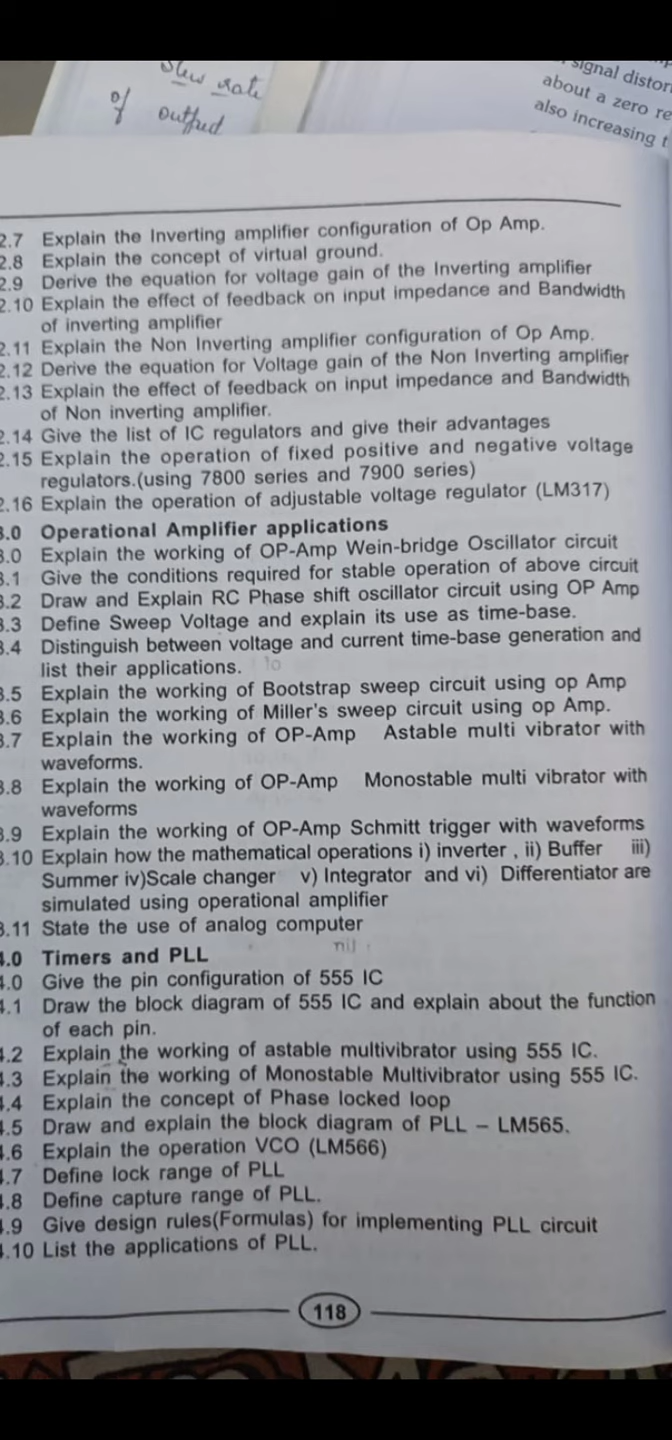 slew rate
of output
signal distor
about a zero re
also increasing t
2.7 Explain the Inverting amplifier configuration of Op Amp.
2.8 Explain the concept of virtual ground.
2.9 Derive the equation for voltage gain of the Inverting amplifier
2.10 Explain the effect of feedback on input impedance and Bandwidth
of inverting amplifier
2.11 Explain the Non Inverting amplifier configuration of Op Amp.
2.12 Derive the equation for Voltage gain of the Non Inverting amplifier
2.13 Explain the effect of feedback on input impedance and Bandwidth
of Non inverting amplifier.
2.14 Give the list of IC regulators and give their advantages
2.15 Explain the operation of fixed positive and negative voltage
regulators.(using 7800 series and 7900 series)
2.16 Explain the operation of adjustable voltage regulator (LM317)
3.0 Operational Amplifier applications
3.0 Explain the working of OP-Amp Wein-bridge Oscillator circuit
3.1 Give the conditions required for stable operation of above circuit
3.2 Draw and Explain RC Phase shift oscillator circuit using OP Amp
3.3 Define Sweep Voltage and explain its use as time-base.
3.4 Distinguish between voltage and current time-base generation and
list their applications.
3.5 Explain the working of Bootstrap sweep circuit using op Amp
3.6 Explain the working of Miller's sweep circuit using op Amp.
3.7 Explain the working of OP-Amp Astable multi vibrator with
waveforms.
3.8 Explain the working of OP-Amp Monostable multi vibrator with
waveforms
3.9 Explain the working of OP-Amp Schmitt trigger with waveforms
3.10 Explain how the mathematical operations i) inverter , ii) Buffer iii)
Summer iv)Scale changer v) Integrator and vi) Differentiator are
simulated using operational amplifier
3.11 State the use of analog computer
4.0 Timers and PLL
4.0 Give the pin configuration of 555 IC
4.1 Draw the block diagram of 555 IC and explain about the function
of each pin.
4.2 Explain the working of astable multivibrator using 555 IC.
4.3 Explain the working of Monostable Multivibrator using 555 IC.
4.4 Explain the concept of Phase locked loop
4.5 Draw and explain the block diagram of PLL – LM565.
4.6 Explain the operation VCO (LM566)
4.7 Define lock range of PLL
4.8 Define capture range of PLL.
4.9 Give design rules(Formulas) for implementing PLL circuit
4.10 List the applications of PLL.
118